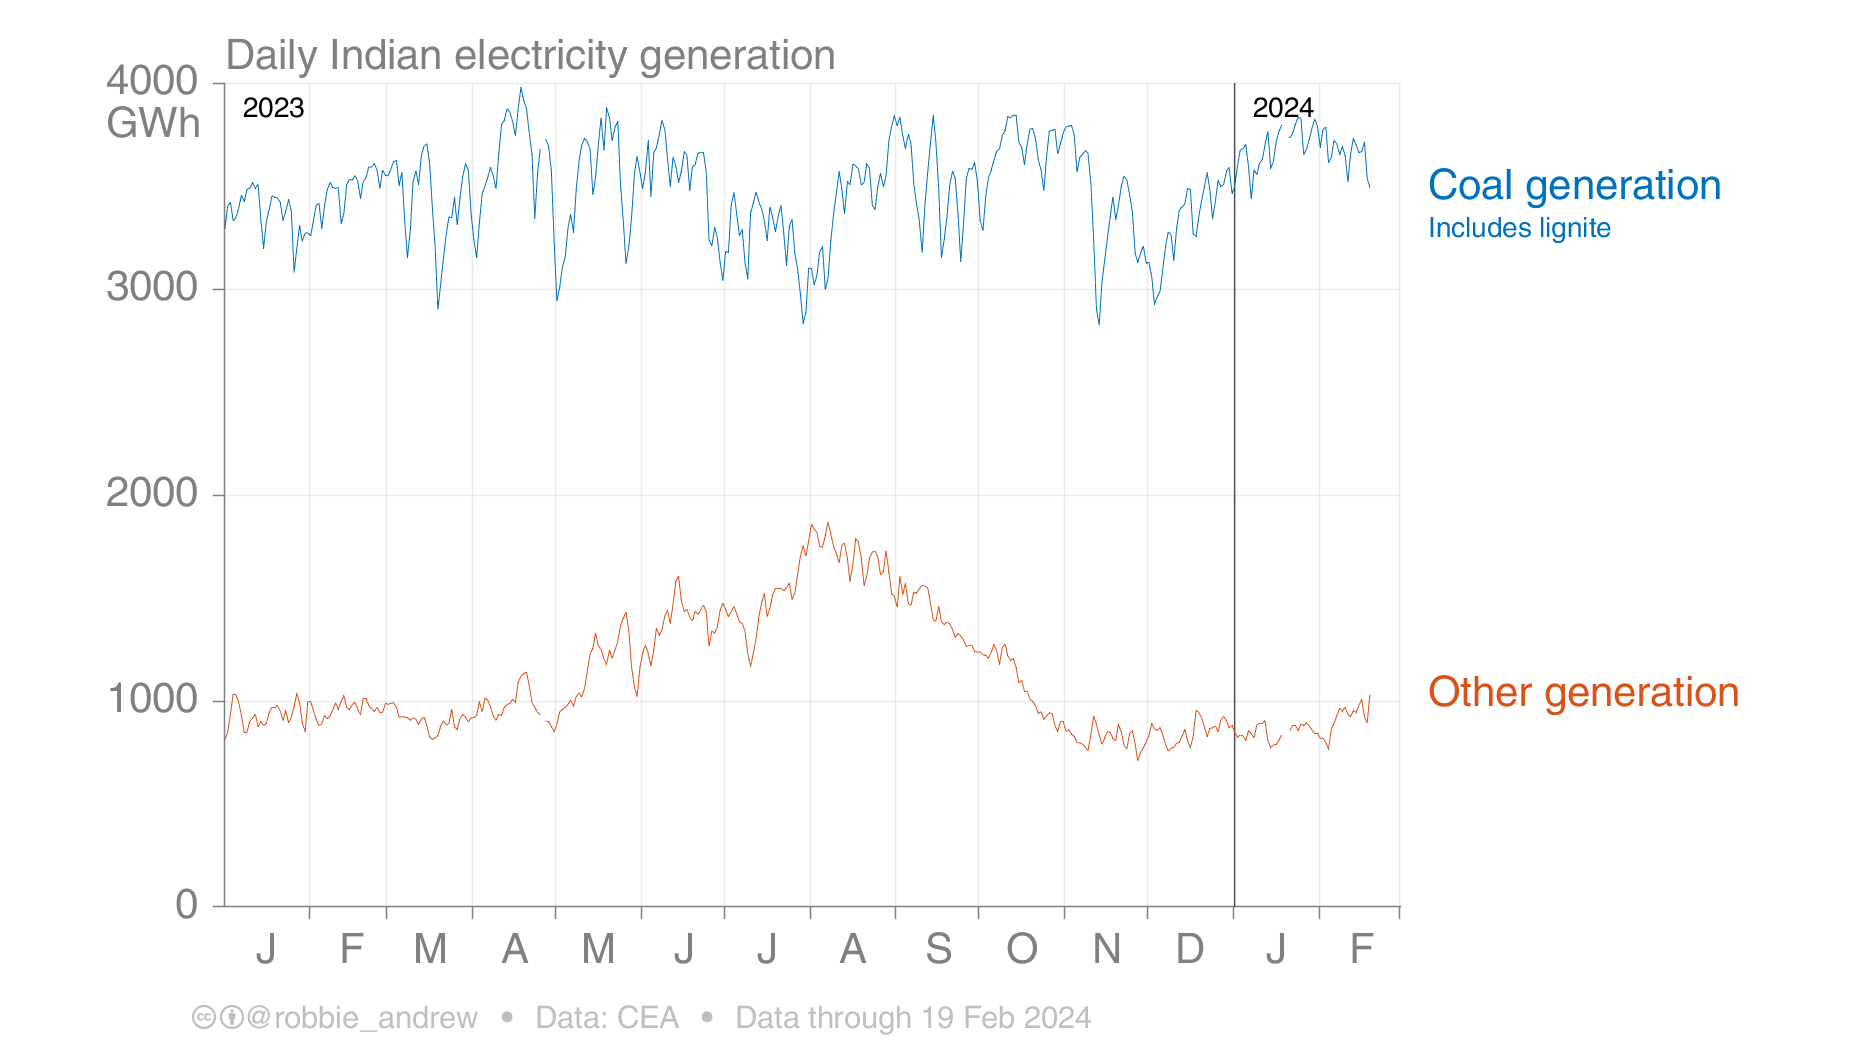 Daily Indian electricity generation
4000
GWh
2023
2024
Coal generation
Includes lignite
3000
2000
1000
Other generation
0
J F M A M J J A S O N D J F
@robbie_andrew • Data: CEA • Data through 19 Feb 2024